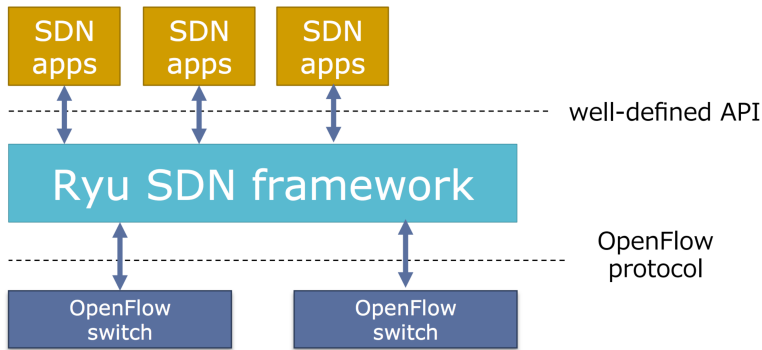 SDN
apps
SDN
apps
SDN
apps
well-defined API
Ryu SDN framework
OpenFlow
protocol
OpenFlow
switch
OpenFlow
switch